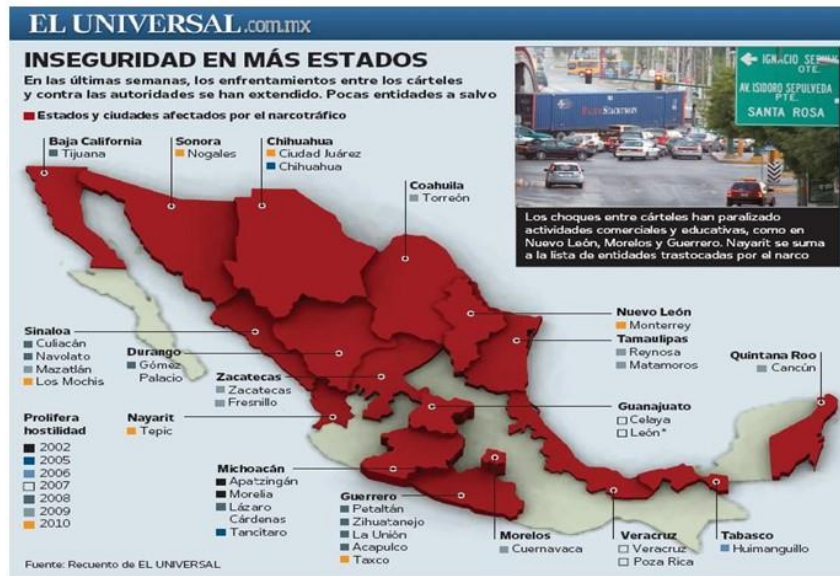 EL UNIVERSAL.com.mx
INSEGURIDAD EN MÁS ESTADOS
En las últimas semanas, los enfrentamientos entre los cárteles
y contra las autoridades se han extendido. Pocas entidades a salvo
Estados y ciudades afectados por el narcotráfico
IGNACIO
OTE.
AV. ISIDORO SEPULVEDA
PTE.
SANTA ROSA
Los choques entre cárteles han paralizado
actividades comerciales y educativas, como en
Nuevo León, Morelos y Guerrero. Nayarit se suma
a la lista de entidades trastocadas por el narco
Baja California
Tijuana
Sonora
Nogales
Chihuahua
Ciudad Juárez
Chihuahua
Coahuila
Torreón
Nuevo León
Monterrey
Tamaulipas
Reynosa
Matamoros
Quintana Roo
Cancún
Sinaloa
Culiacán
Navolato
Mazatlán
Los Mochis
Durango
Gómez
Palacio
Zacatecas
Zacatecas
Fresnillo
Guanajuato
Celaya
León*
Nayarit
Tepic
Prolifera
hostilidad
2002
2005
2006
2007
2008
2009
2010
Michoacán
Apatzingán
Morelia
Lázaro
Cárdenas
Tancitaro
Guerrero
Petaltán
Zihuatanejo
La Unión
Acapulco
Taxco
Morelos
Cuernavaca
Veracruz
Veracruz
Poza Rica
Tabasco
Huimanguillo
Fuente: Recuento de EL UNIVERSAL